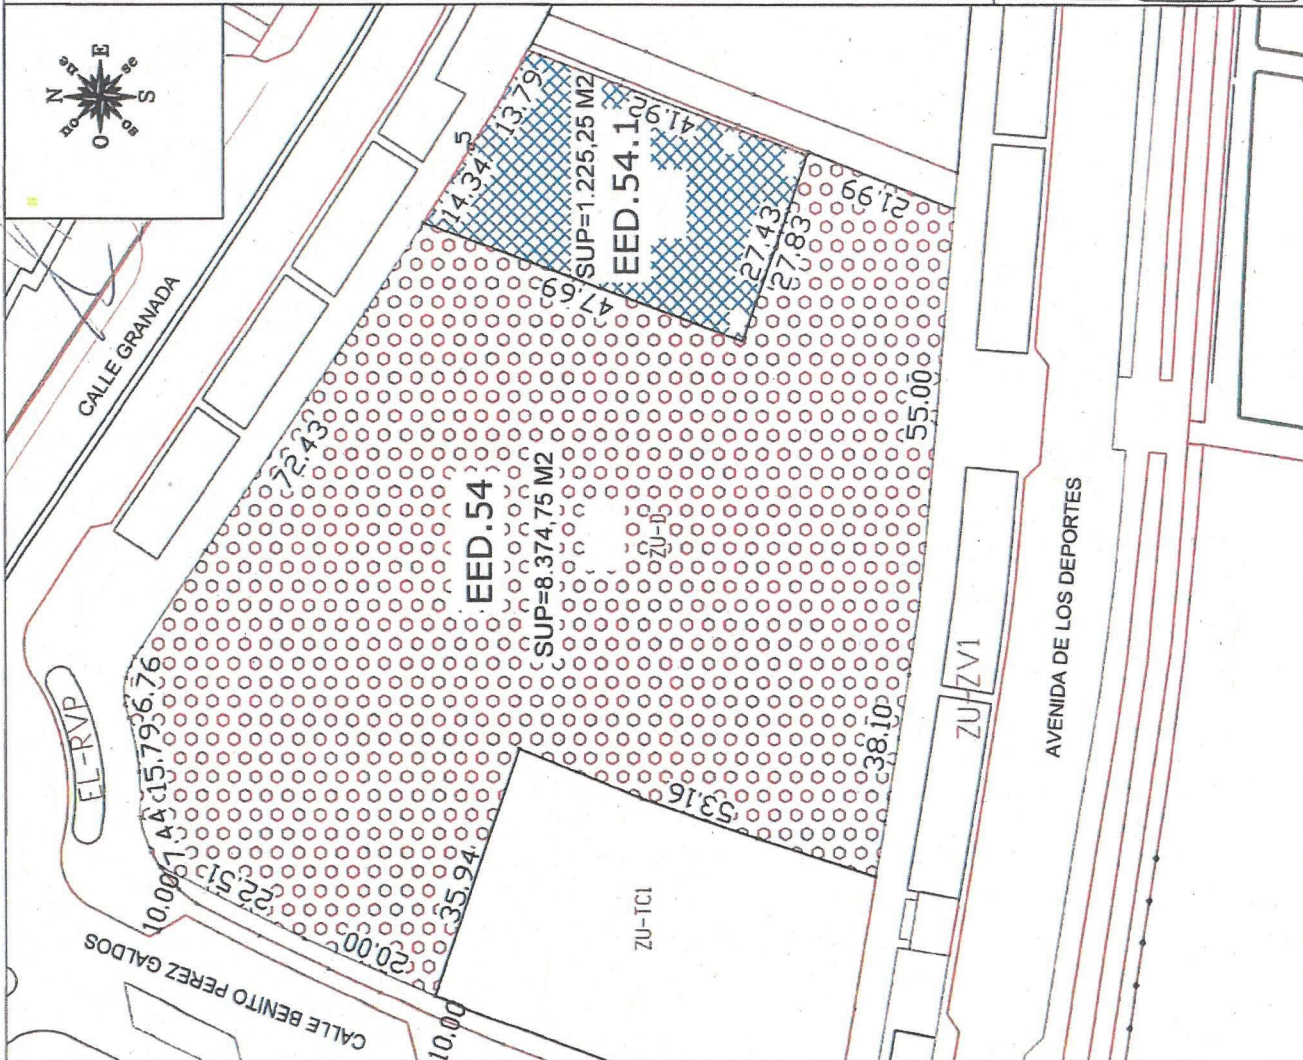 N
ne
E
se
S
so
O
no
CALLE GRANADA
5
13.79
14.34
SUP=1.225,25 M2
EED.54.1
41.92
47.69
27.43
27.83
21.99
72.43
EED.54
SUP=8.374,75 M2
ZU-D
55.00
6.76
15.79
7.44
10.00
EL-RVP
22.51
20.00
35.94
53.16
38.10
ZU-TC1
ZU-ZV1
10.00
CALLE BENITO PEREZ GALDOS
AVENIDA DE LOS DEPORTES